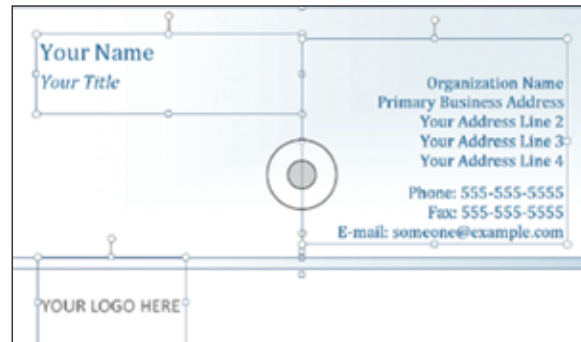 Your Name
Your Title
Organization Name
Primary Business Address
Your Address Line 2
Your Address Line 3
Your Address Line 4
Phone: 555-555-5555
Fax: 555-555-5555
E-mail: someone@example.com
YOUR LOGO HERE